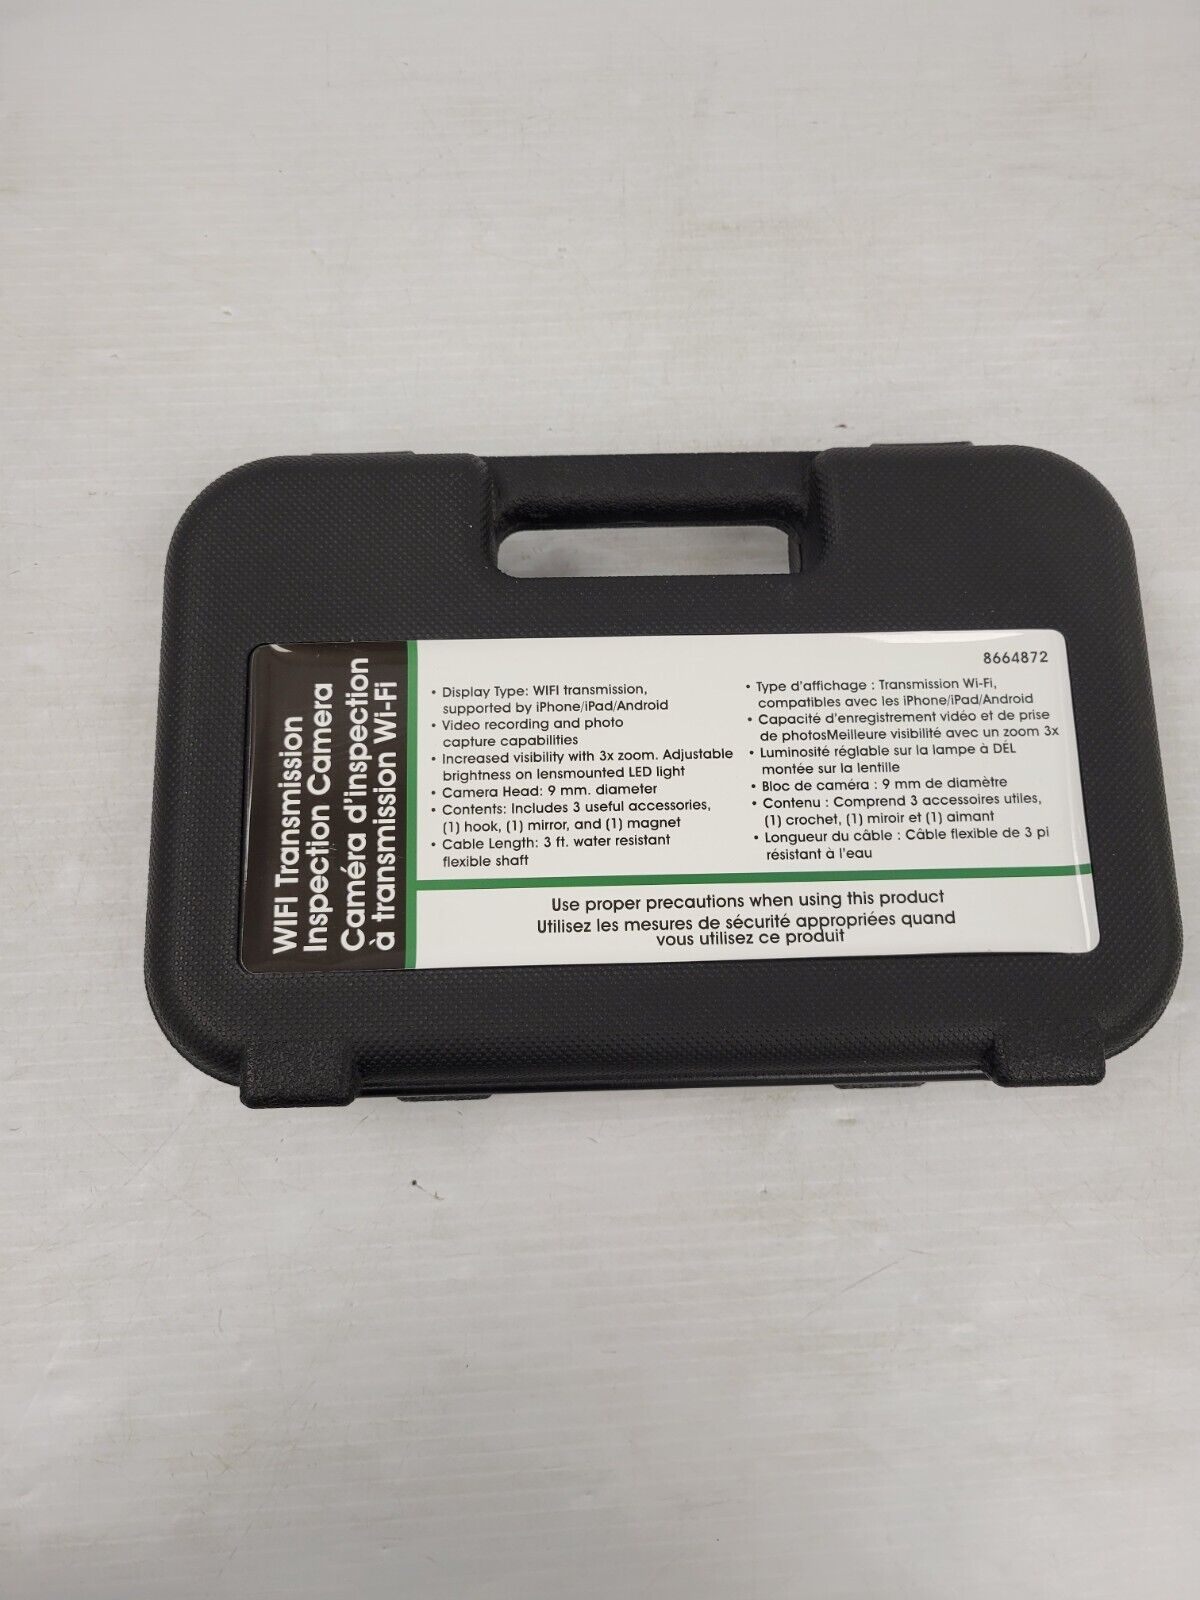 WIFI Transmission
Inspection Camera
Caméra d'inspection
à transmission Wi-Fi
8664872
• Display Type: WIFI transmission,
supported by iPhone/iPad/Android
• Video recording and photo
capture capabilities
• Increased visibility with 3x zoom. Adjustable
brightness on lensmounted LED light
• Camera Head: 9 mm. diameter
• Contents: Includes 3 useful accessories,
(1) hook, (1) mirror, and (1) magnet
• Cable Length: 3 ft. water resistant
flexible shaft
• Type d'affichage : Transmission Wi-Fi,
compatibles avec les iPhone/iPad/Android
• Capacité d'enregistrement vidéo et de prise
de photosMeilleure visibilité avec un zoom 3x
• Luminosité réglable sur la lampe à DÉL
montée sur la lentille
• Bloc de caméra : 9 mm de diamètre
• Contenu : Comprend 3 accessoires utiles,
(1) crochet, (1) miroir et (1) aimant
• Longueur du câble : Câble flexible de 3 pi
résistant à l'eau
Use proper precautions when using this product
Utilisez les mesures de sécurité appropriées quand
vous utilisez ce produit